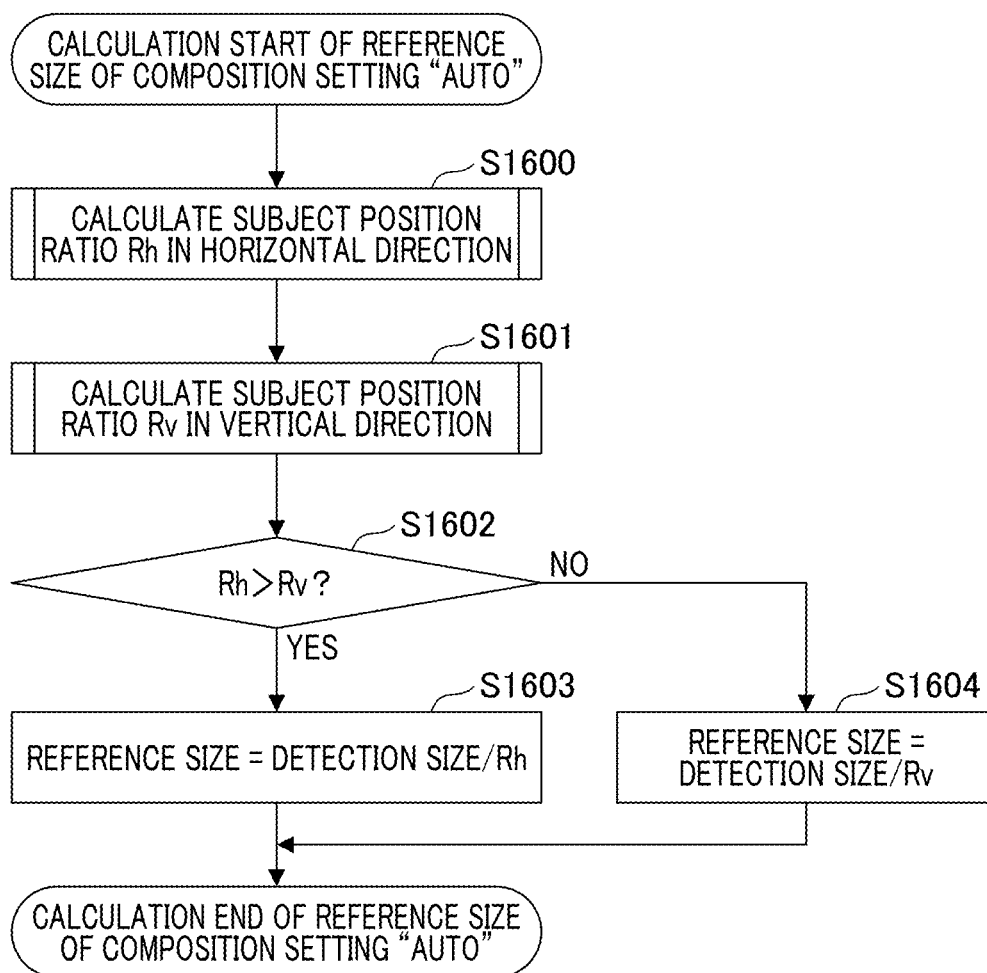 CALCULATION START OF REFERENCE
SIZE OF COMPOSITION SETTING “AUTO”
S1600
CALCULATE SUBJECT POSITION
RATIO Rh IN HORIZONTAL DIRECTION
S1601
CALCULATE SUBJECT POSITION
RATIO Rv IN VERTICAL DIRECTION
S1602
Rh＞Rv？
NO
YES
S1603
REFERENCE SIZE = DETECTION SIZE/Rh
S1604
REFERENCE SIZE =
DETECTION SIZE/Rv
CALCULATION END OF REFERENCE SIZE
OF COMPOSITION SETTING “AUTO”